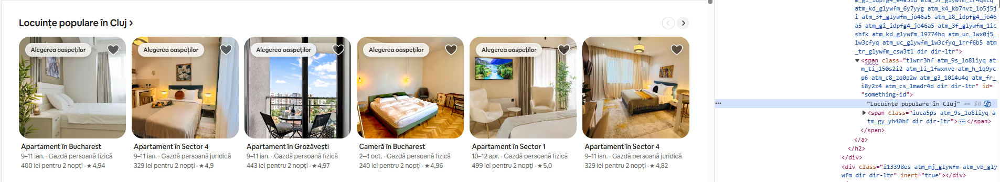 Locuințe populare în Cluj >
Alegerea oaspeților
Alegerea oaspeților
Alegerea oaspeților
Alegerea oaspeților
Alegerea oaspeților
Apartament în Bucharest
9–11 ian. · Gazdă persoană fizică
400 lei pentru 2 nopți · ★ 4,94
Apartament în Sector 4
9–11 ian. · Gazdă persoană juridică
329 lei pentru 2 nopți · ★ 4,9
Apartament în Grozăvești
9–11 ian. · Gazdă persoană fizică
443 lei pentru 2 nopți · ★ 4,97
Cameră în Bucharest
2–4 oct. · Gazdă persoană fizică
240 lei pentru 2 nopți · ★ 4,96
Apartament în Sector 1
10–12 apr. · Gazdă persoană fizică
499 lei pentru 2 nopți · ★ 5,0
Apartament în Sector 4
9–11 ian. · Gazdă persoană juridică
329 lei pentru 2 nopți · ★ 4,82
atm_kd_glywfm_6y7yyg atm_k4_kb7nvz_1o5j5j
i atm_3f_glywfm_jo46a5 atm_l8_idpfg4_jo46
a5 atm_gi_idpfg4_jo46a5 atm_3f_glywfm_1ic
shfk atm_kd_glywfm_19774hq atm_uc_1wx0j5_
1w3cfyq atm_uc_glywfm_1w3cfyq_1rrf6b5 atm
_tr_glywfm_csw3t1 dir dir-ltr">
<span class="t1wrr3hf atm_9s_1o8liyq at
m_ti_150s2i2 atm_li_1fwxnve atm_h_1q9yc
p6 atm_c8_zq0p2w atm_g3_10i4u4q atm_fr_
i8y2z4 atm_cs_1madr4d dir dir-ltr" id=
"something-id">
"Locuințe populare în Cluj" == $0
<span class="iuca5ps atm_9s_1o8liyq a
tm_gy_yh40bf dir dir-ltr">…</span>
</span>
</a>
</h2>
</div>
<div class="i13398es atm_mj_glywfm atm_vb_gly
wfm dir dir-ltr" inert="true"></div>